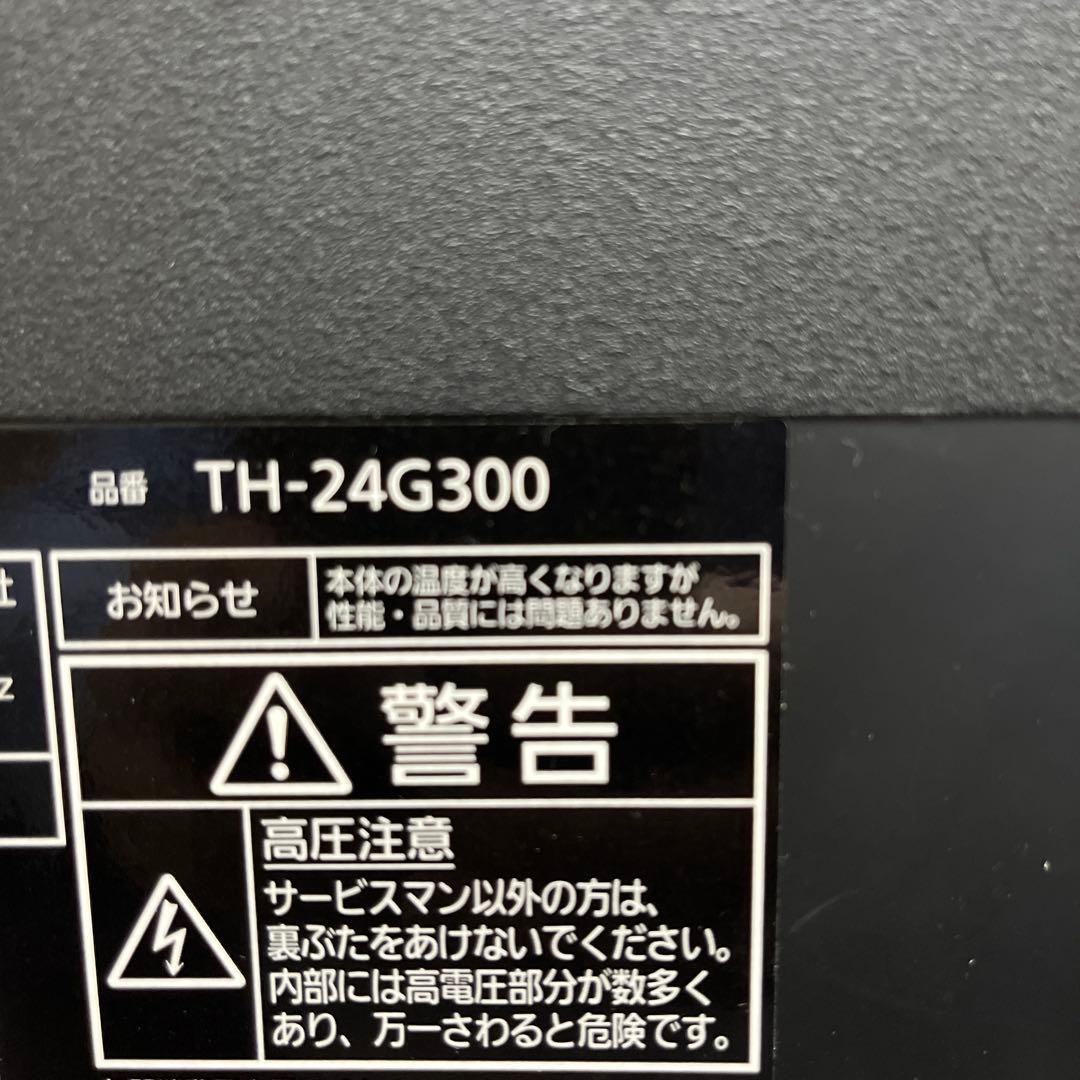 品番 TH-24G300
社
お知らせ
本体の温度が高くなりますが
性能・品質には問題ありません。
z
警告
高圧注意
サービスマン以外の方は、
裏ぶたをあけないでください。
内部には高電圧部分が数多く
あり、万一さわると危険です。